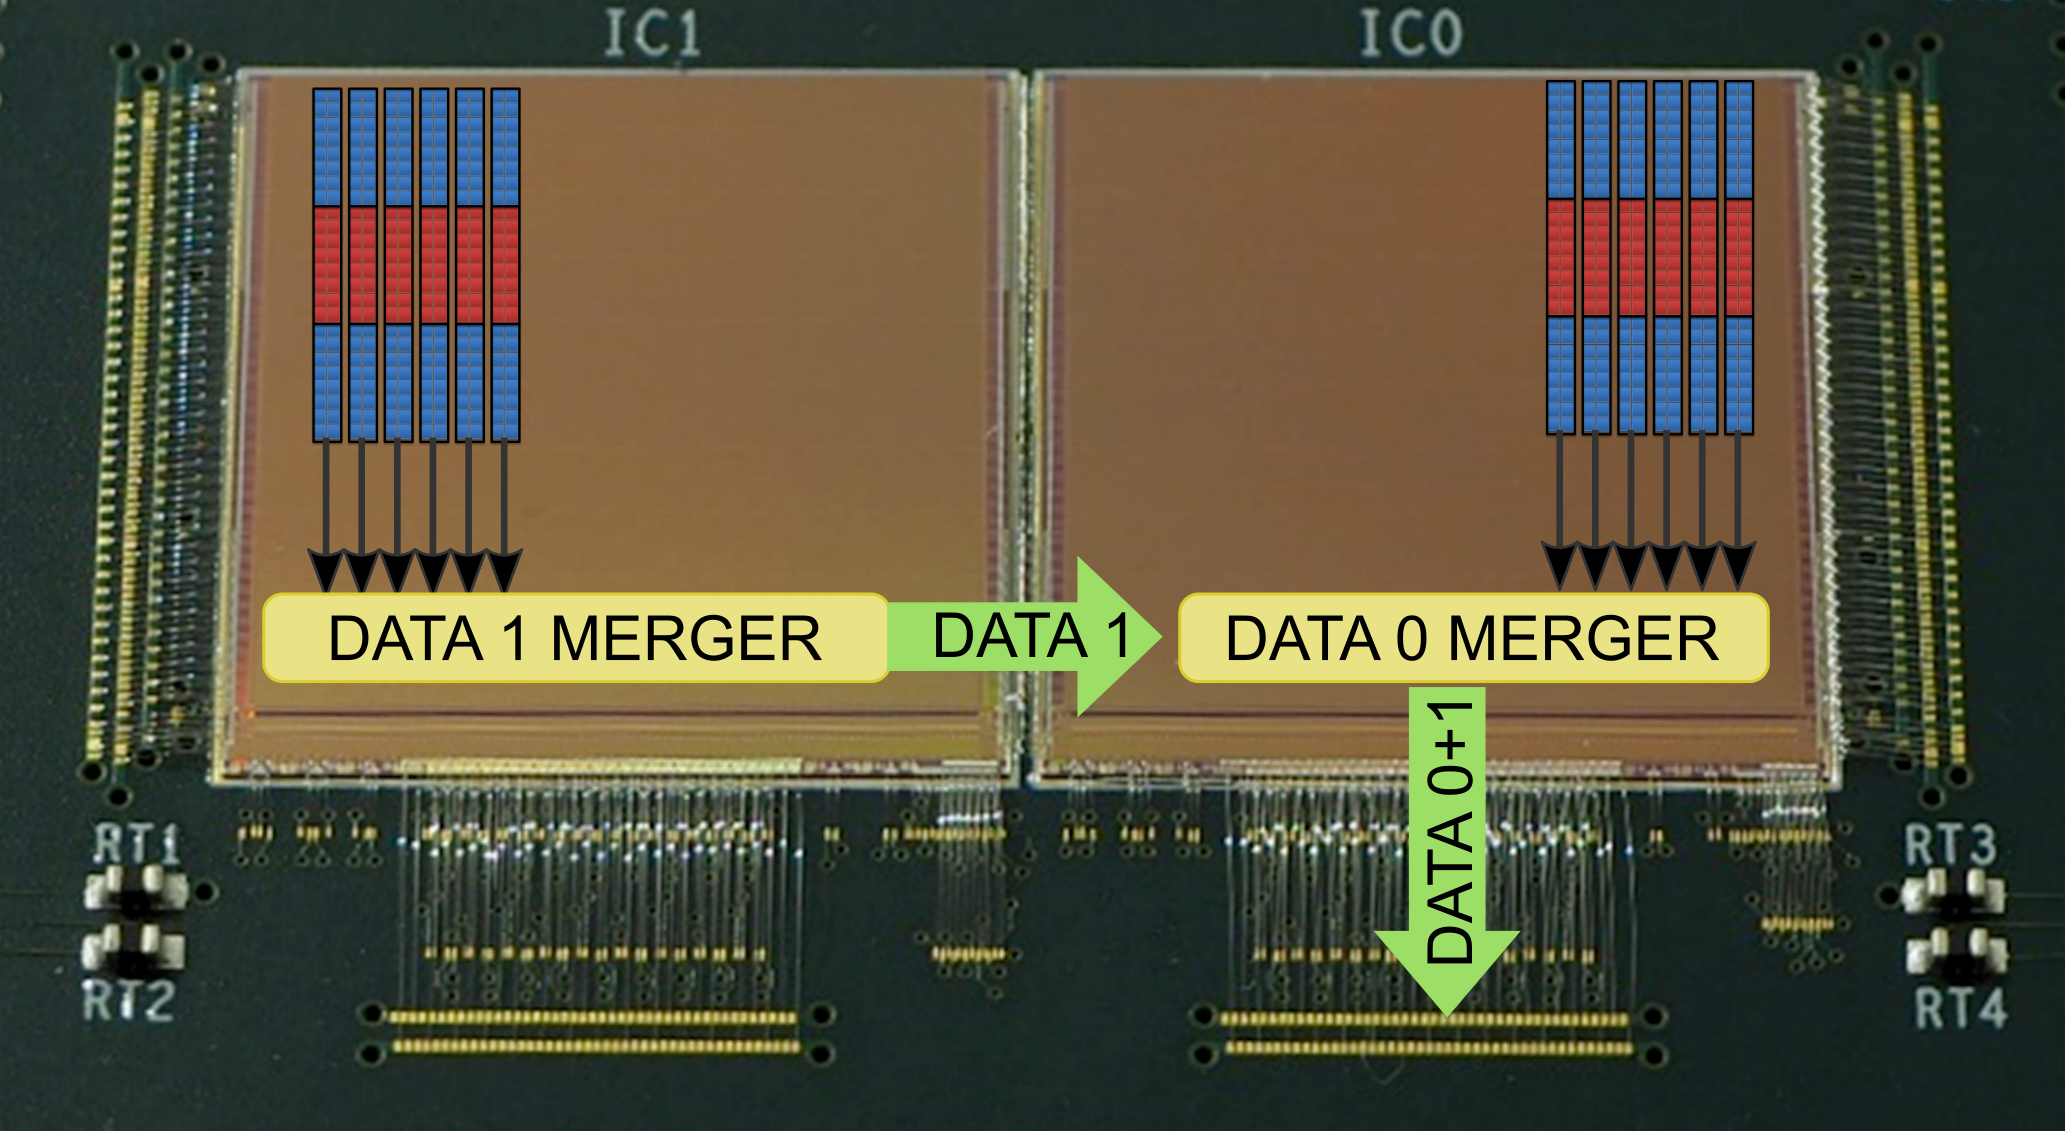 IC1
IC0
DATA 1 MERGER
DATA 1
DATA 0 MERGER
DATA 0+1
RT1
RT2
RT3
RT4